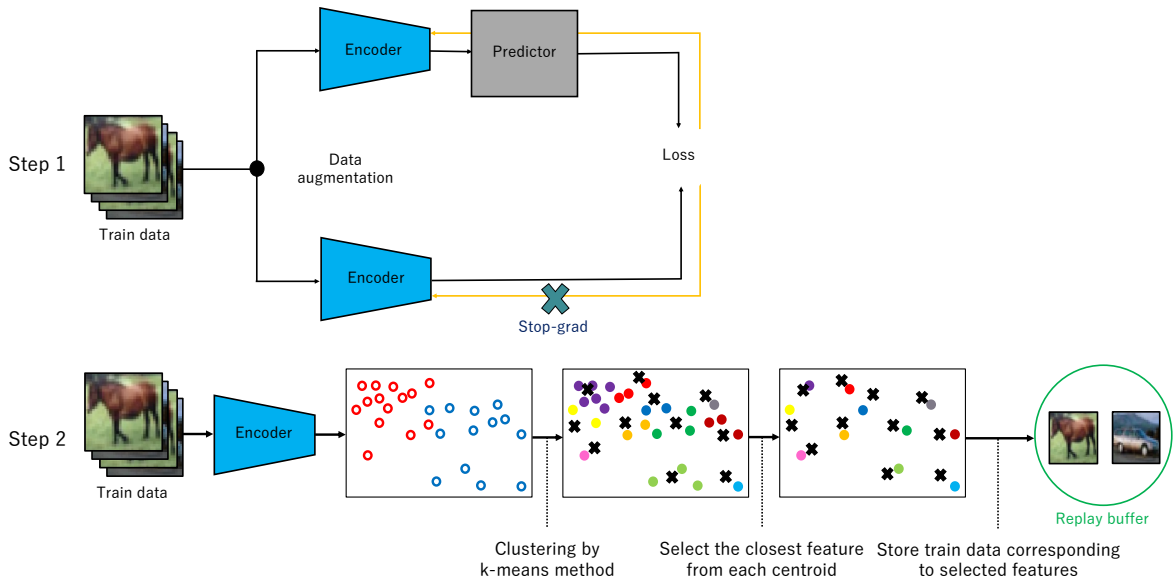 Encoder
Predictor
Step 1
Data
augmentation
Loss
Train data
Encoder
Stop-grad
Step 2
Encoder
Train data
Replay buffer
Clustering by
k-means method
Select the closest feature
from each centroid
Store train data corresponding
to selected features